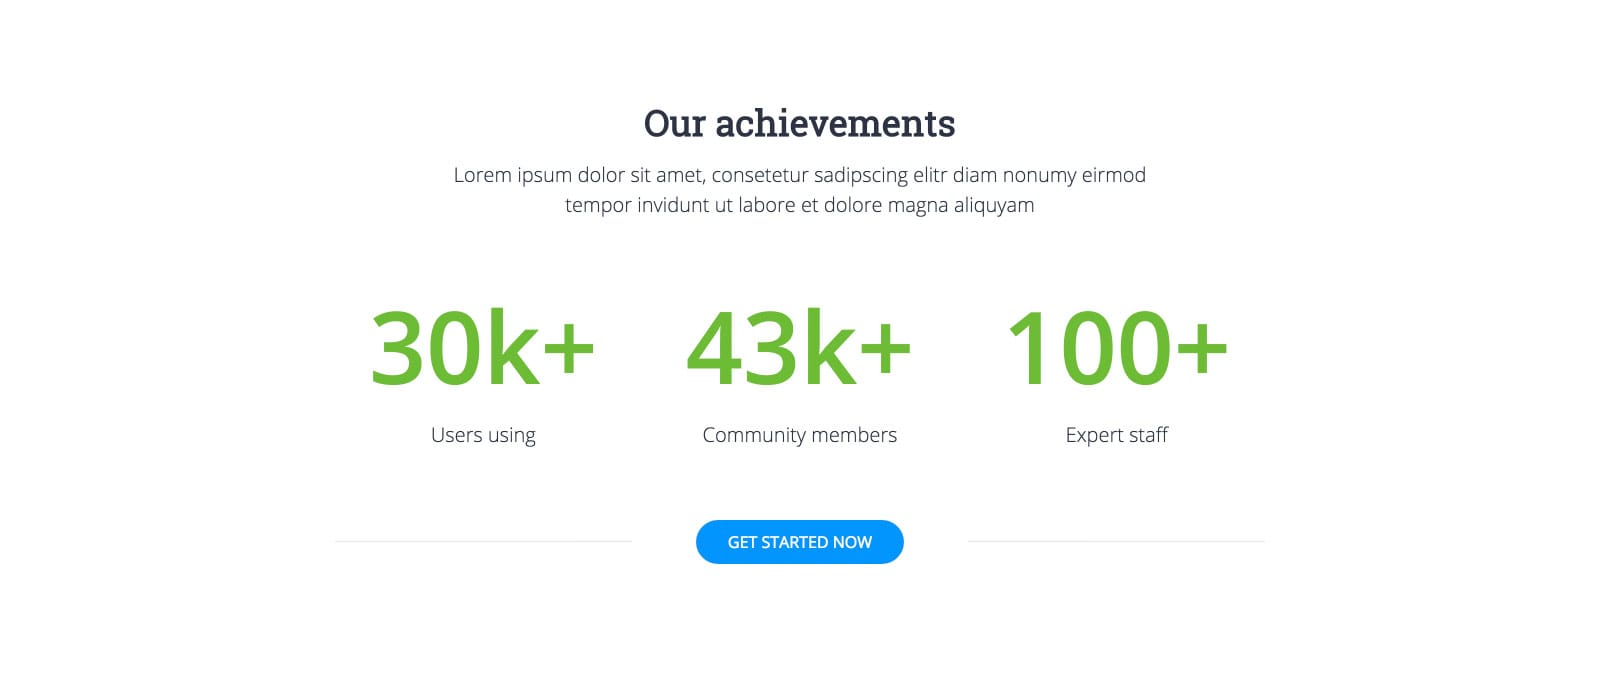 Our achievements
Lorem ipsum dolor sit amet, consetetur sadipscing elitr diam nonumy eirmod
tempor invidunt ut labore et dolore magna aliquyam
30k+ 43k+ 100+
Users using Community members Expert staff
GET STARTED NOW